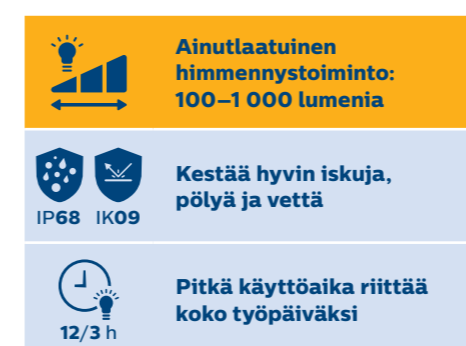 Ainutlaatuinen
himmennystoiminto:
100–1 000 lumenia
Kestää hyvin iskuja,
pölyä ja vettä
IP68 IK09
Pitkä käyttöaika riittää
koko työpäiväksi
12/3 h